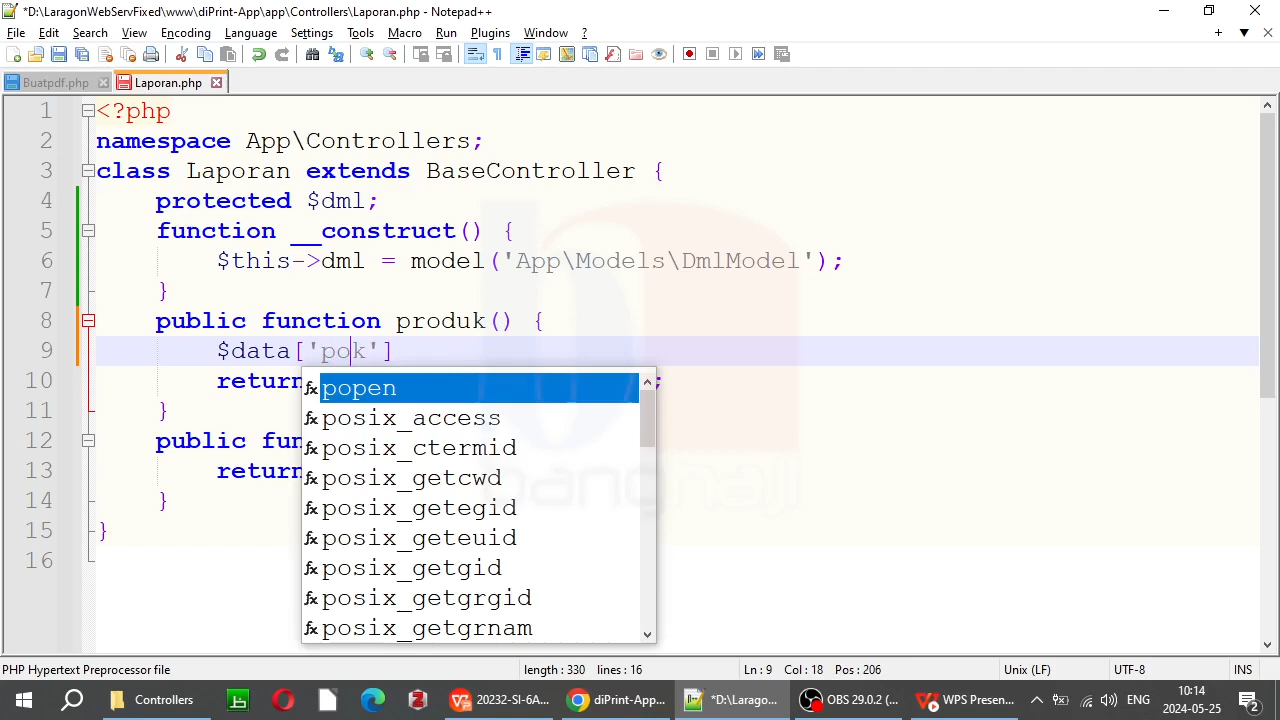 *D:\LaragonWebServFixed\www\diPrint-App\app\Controllers\Laporan.php - Notepad++
File Edit Search View Encoding Language Settings Tools Macro Run Plugins Window ?
Buatpdf.php Laporan.php
1 <?php
2 namespace App\Controllers;
3 class Laporan extends BaseController {
4 protected $dml;
5 function __construct() {
6 $this->dml = model('App\Models\DmlModel');
7 }
8 public function produk() {
9 $data['pok']
10 return ;
11 }
12 public fun
13 return
14 }
15 }
16
popen
posix_access
posix_ctermid
posix_getcwd
posix_getegid
posix_geteuid
posix_getgid
posix_getgrgid
posix_getgrnam
banghaji
PHP Hypertext Preprocessor file length : 330 lines : 16 Ln : 9 Col : 18 Pos : 206 Unix (LF) UTF-8 INS
Controllers 20232-SI-6A... diPrint-App... *D:\Larago... OBS 29.0.2 (... WPS Presen... ENG 10:14
2024-05-25
2